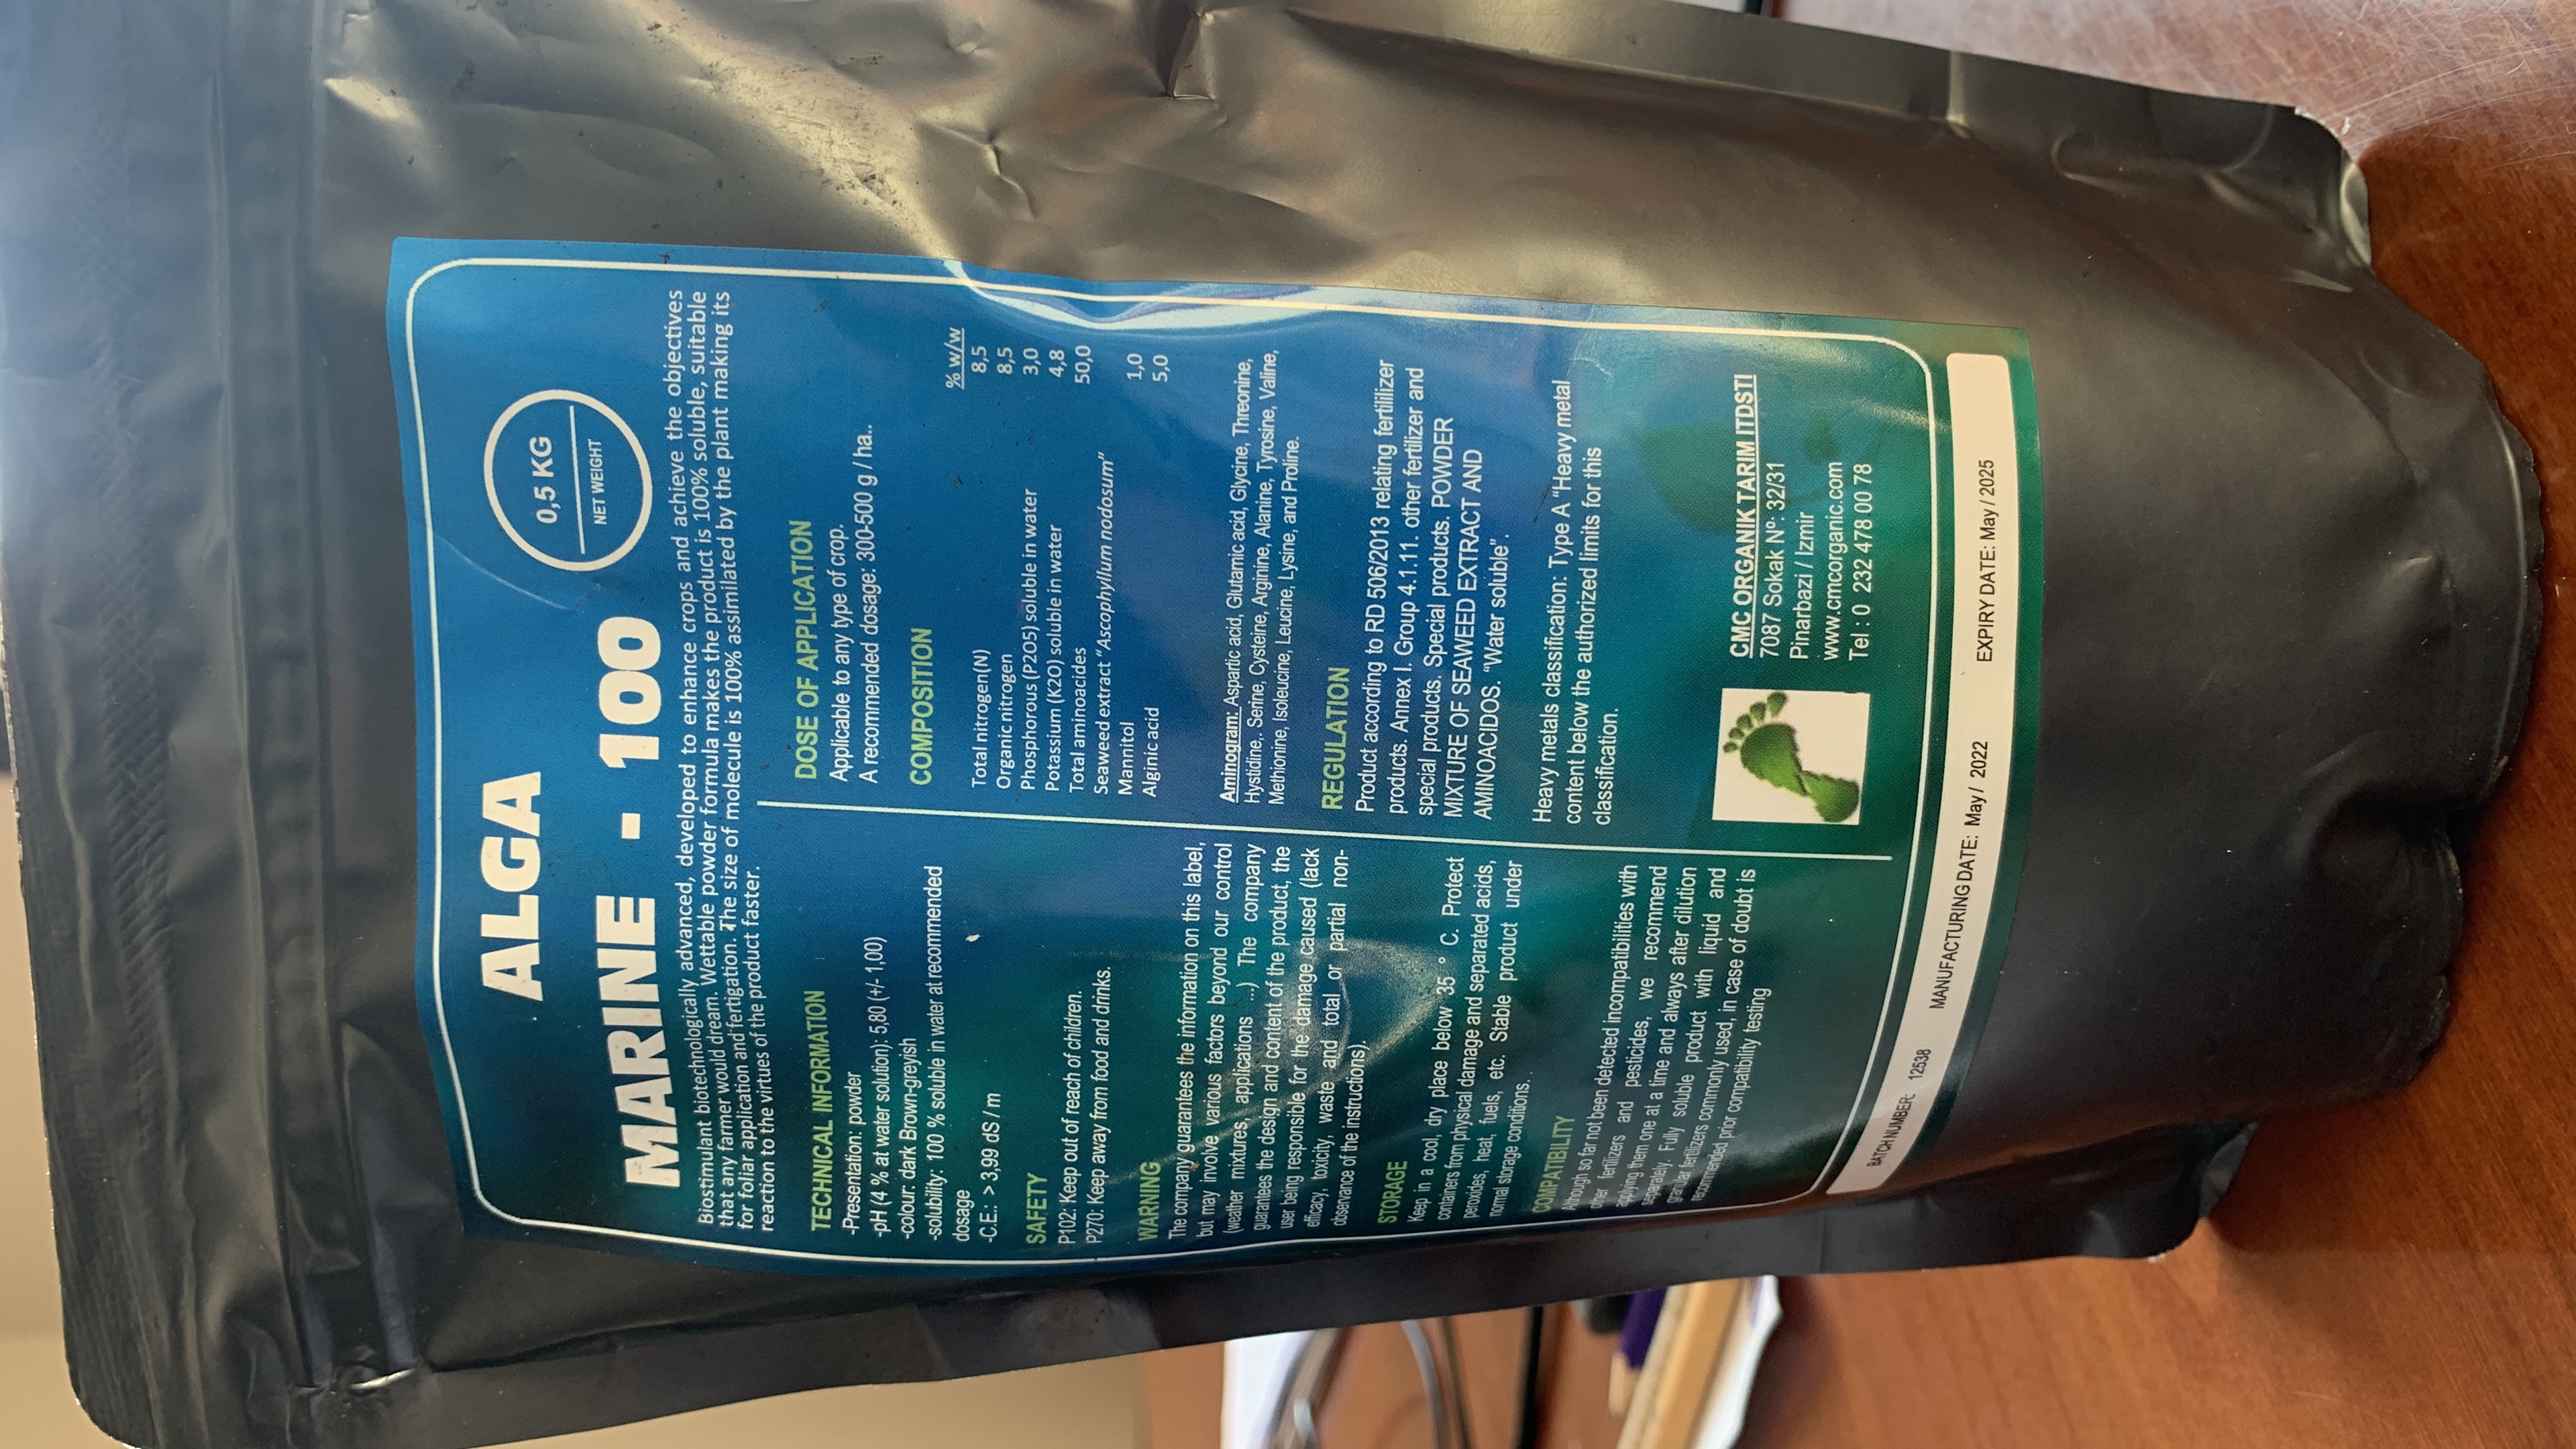 ALGA
MARINE - 100
0,5 KG
NET WEIGHT
Biostimulant biotechnologically advanced, developed to enhance crops and achieve the objectives
that any farmer would dream. Wettable powder formula makes the product is 100% soluble, suitable
for foliar application and fertigation. The size of molecule is 100% assimilated by the plant making its
reaction to the virtues of the product faster.
TECHNICAL INFORMATION
-Presentation: powder
-pH (4 % at water solution): 5,80 (+/- 1,00)
-colour: dark Brown-greyish
-solubility: 100 % soluble in water at recommended
dosage
-C.E.: > 3,99 dS / m
SAFETY
P102: Keep out of reach of children.
P270: Keep away from food and drinks.
WARNING
The company guarantees the information on this label,
but may involve various factors beyond our control
(weather mixtures, applications ...) The company
guarantees the design and content of the product, the
user being responsible for the damage caused (lack
efficacy, toxicity, waste and total or partial non-
observance of the instructions).
STORAGE
Keep in a cool, dry place below 35 ° C. Protect
containers from physical damage and separated acids,
peroxides, heat, fuels, etc. Stable product under
normal storage conditions. .
COMPATIBILITY
Although so far not been detected incompatibilities with
other fertilizers and pesticides, we recommend
applying them one at a time and always after dilution
separately. Fully soluble product with liquid and
granular fertilizers commonly used, in case of doubt is
recommended prior compatibility testing
DOSE OF APPLICATION
Applicable to any type of crop.
A recommended dosage: 300-500 g / ha..
COMPOSITION
% w/w
Total nitrogen(N) 8,5
Organic nitrogen 8,5
Phosphorous (P2O5) soluble in water 3,0
Potassium (K2O) soluble in water 4,8
Total aminoacides 50,0
Seaweed extract “Ascophyllum nodosum”
Mannitol 1,0
Alginic acid 5,0
Aminogram: Aspartic acid, Glutamic acid, Glycine, Threonine,
Hystidine,. Serine, Cysteine, Arginine, Alanine, Tyrosine, Valine,
Methionine, Isoleucine, Leucine, Lysine, and Proline.
REGULATION
Product according to RD 506/2013 relating fertililizer
products. Annex I. Group 4.1.11. other fertilizer and
special products. Special products. POWDER
MIXTURE OF SEAWEED EXTRACT AND
AMINOACIDOS. “Water soluble”.
Heavy metals classification: Type A “Heavy metal
content below the authorized limits for this
classification.
CMC ORGANIK TARIM ITDSTI
7087 Sokak Nº: 32/31
Pinarbazi / Izmir
www.cmcorganic.com
Tel : 0 232 478 00 78
BATCH NUMBER: 12538 MANUFACTURING DATE: May / 2022 EXPIRY DATE: May / 2025